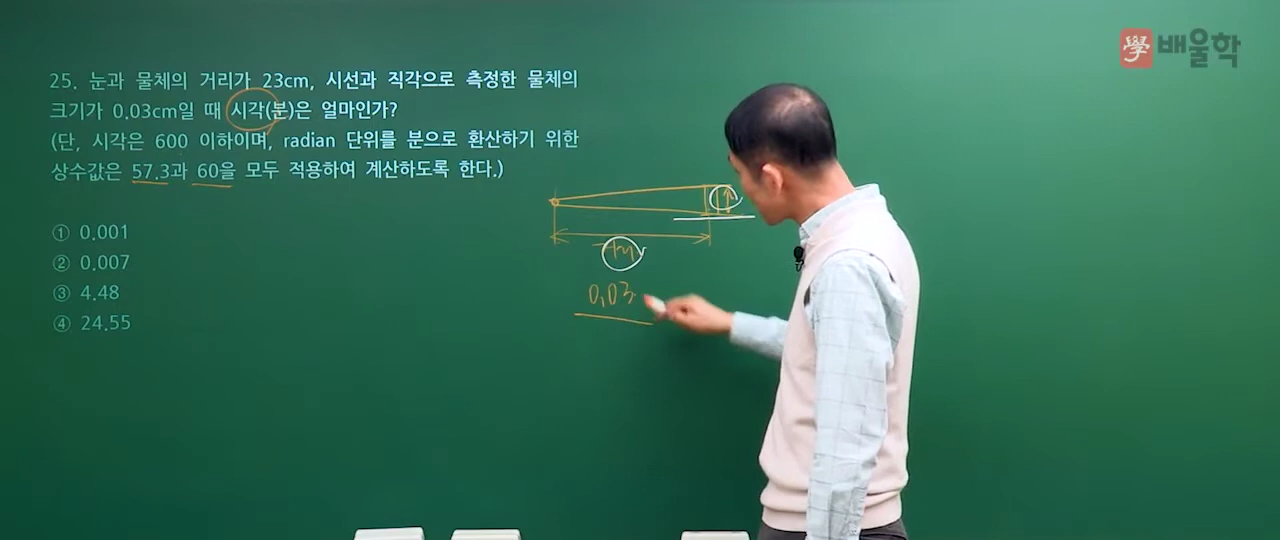 學배울학
25. 눈과 물체의 거리가 23cm, 시선과 직각으로 측정한 물체의
크기가 0.03cm일 때 시각(분)은 얼마인가?
(단, 시각은 600 이하이며, radian 단위를 분으로 환산하기 위한
상수값은 57.3과 60을 모두 적용하여 계산하도록 한다.)
① 0.001
② 0.007
③ 4.48
④ 24.55
0.03